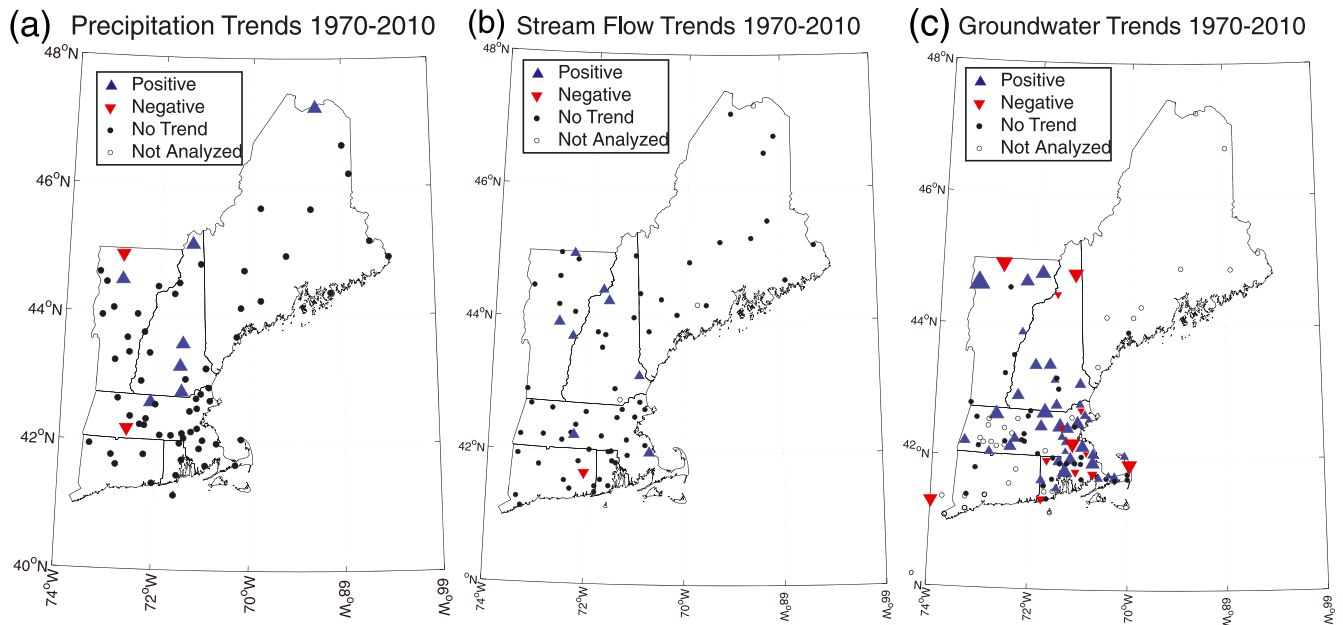 (a) Precipitation Trends 1970-2010
48°N
46°N
44°N
42°N
40°N
74°W
72°W
70°W
68°W
66°W
Positive
Negative
No Trend
Not Analyzed
(b) Stream Flow Trends 1970-2010
48°N
46°N
44°N
42°N
°N
74°W
72°W
70°W
68°W
66°W
Positive
Negative
No Trend
Not Analyzed
(c) Groundwater Trends 1970-2010
48°N
46°N
44°N
42°N
°N
74°W
72°W
70°W
68°W
66°W
Positive
Negative
No Trend
Not Analyzed